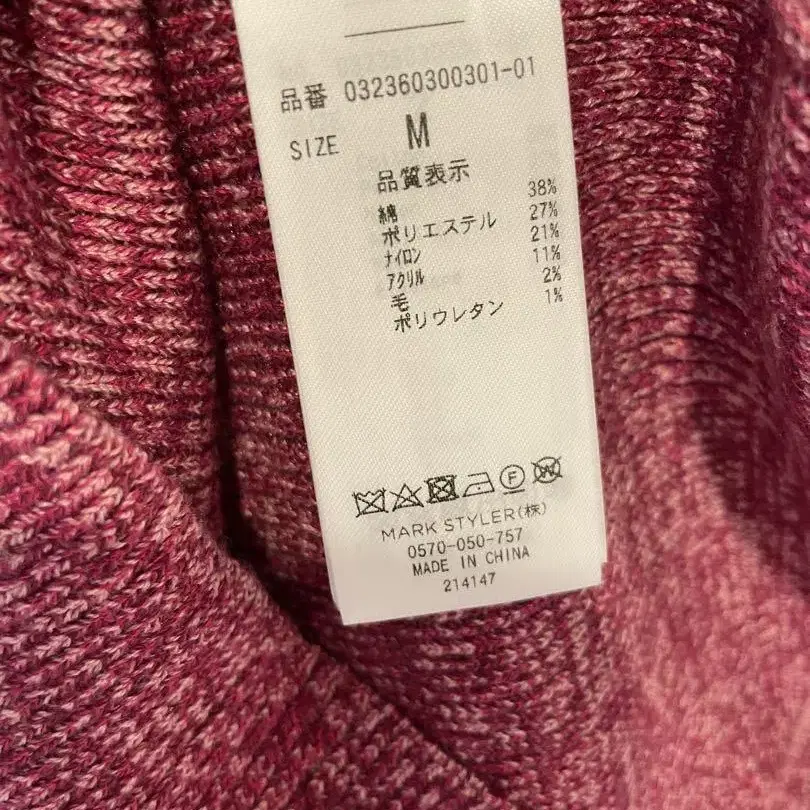 品番 032360300301-01
SIZE M
品質表示
綿 38%
ポリエステル 27%
ナイロン 21%
アクリル 11%
毛 2%
ポリウレタン 1%
MARK STYLER(株)
0570-050-757
MADE IN CHINA
214147